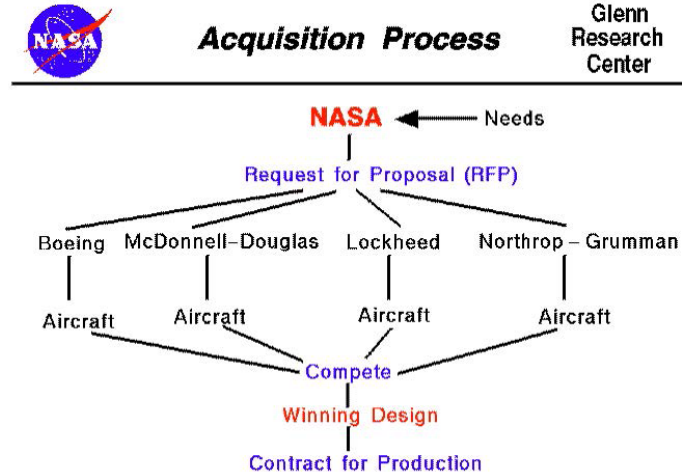 NASA
Acquisition Process
Glenn
Research
Center
NASA
Needs
Request for Proposal (RFP)
Boeing McDonnell-Douglas Lockheed Northrop - Grumman
Aircraft Aircraft Aircraft Aircraft
Compete
Winning Design
Contract for Production